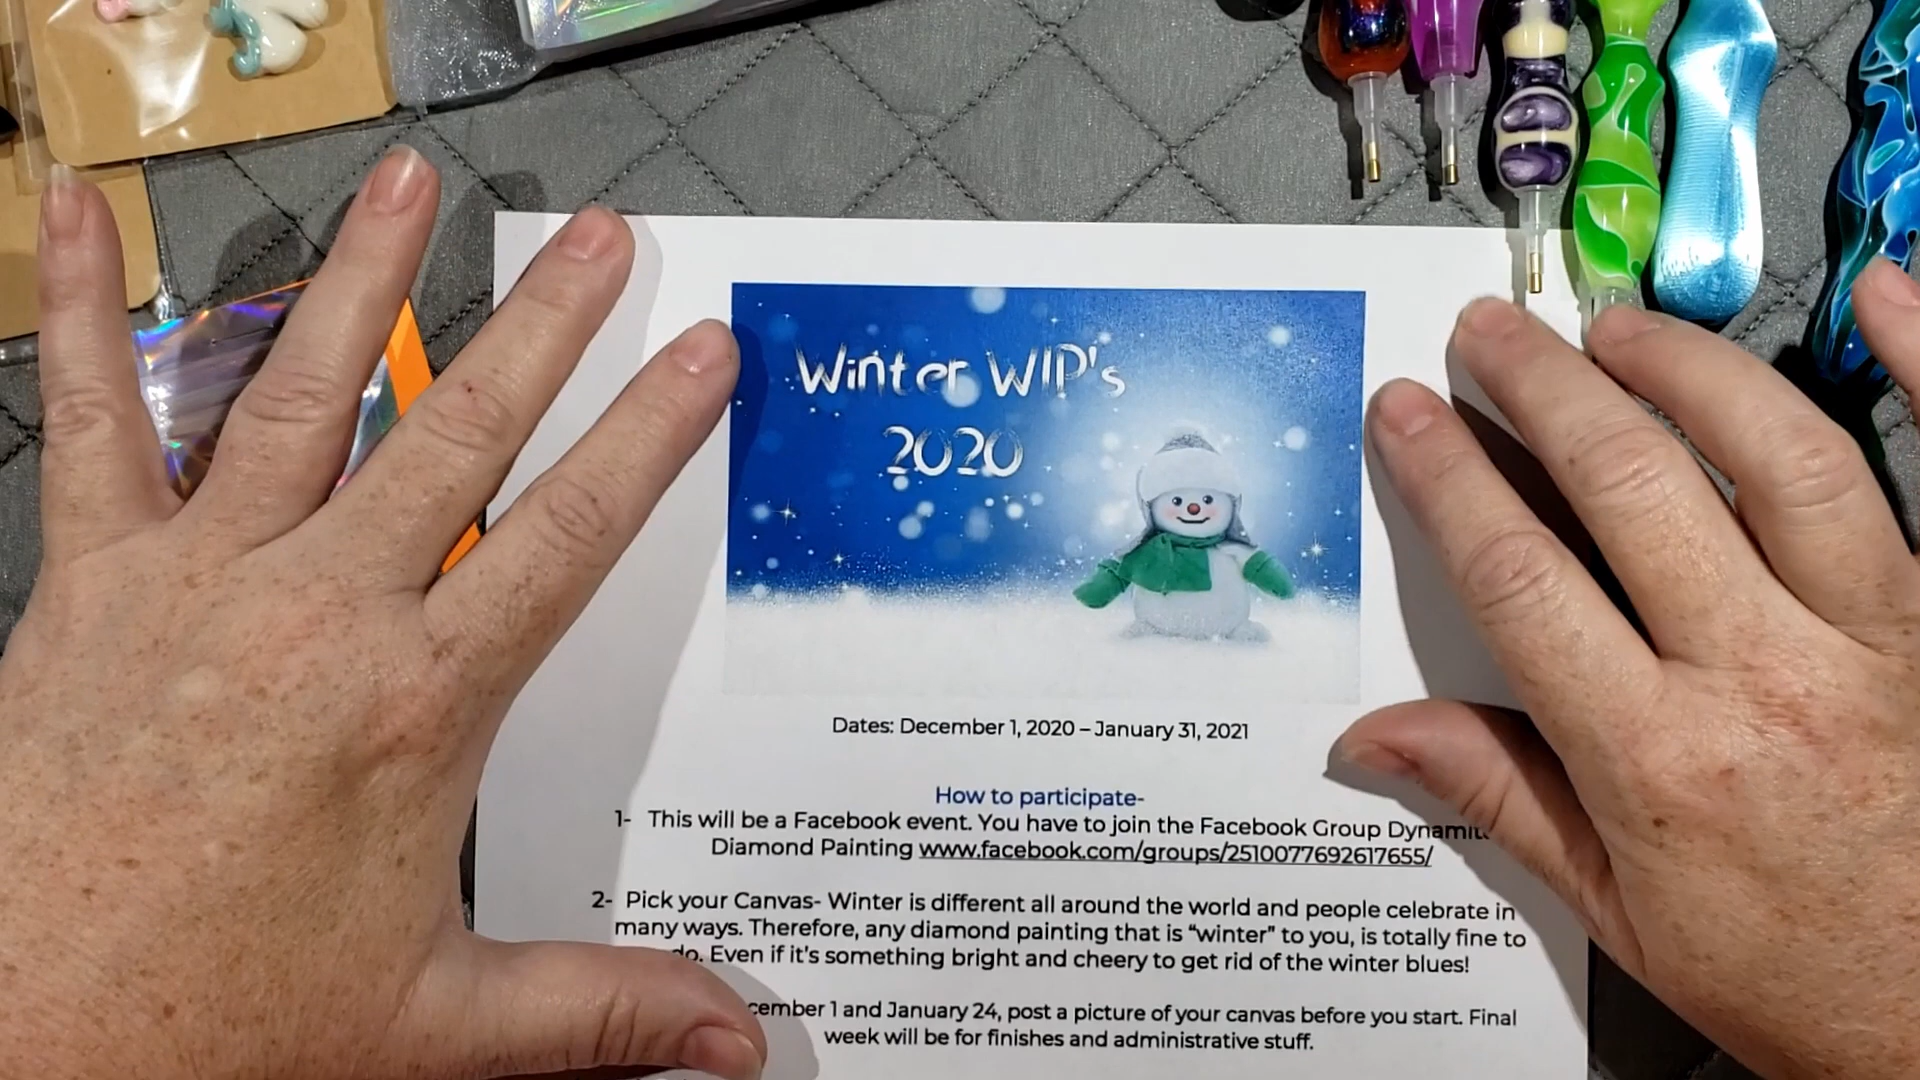 Winter WIP's
2020
Dates: December 1, 2020 – January 31, 2021
How to participate-
1- This will be a Facebook event. You have to join the Facebook Group
Diamond Painting www.facebook.com/groups/2510077692617655/
2- Pick your Canvas- Winter is different all around the world and people celebrate in
many ways. Therefore, any diamond painting that is “winter” to you, is totally fine to
do. Even if it's something bright and cheery to get rid of the winter blues!
1 and January 24, post a picture of your canvas before you start. Final
week will be for finishes and administrative stuff.